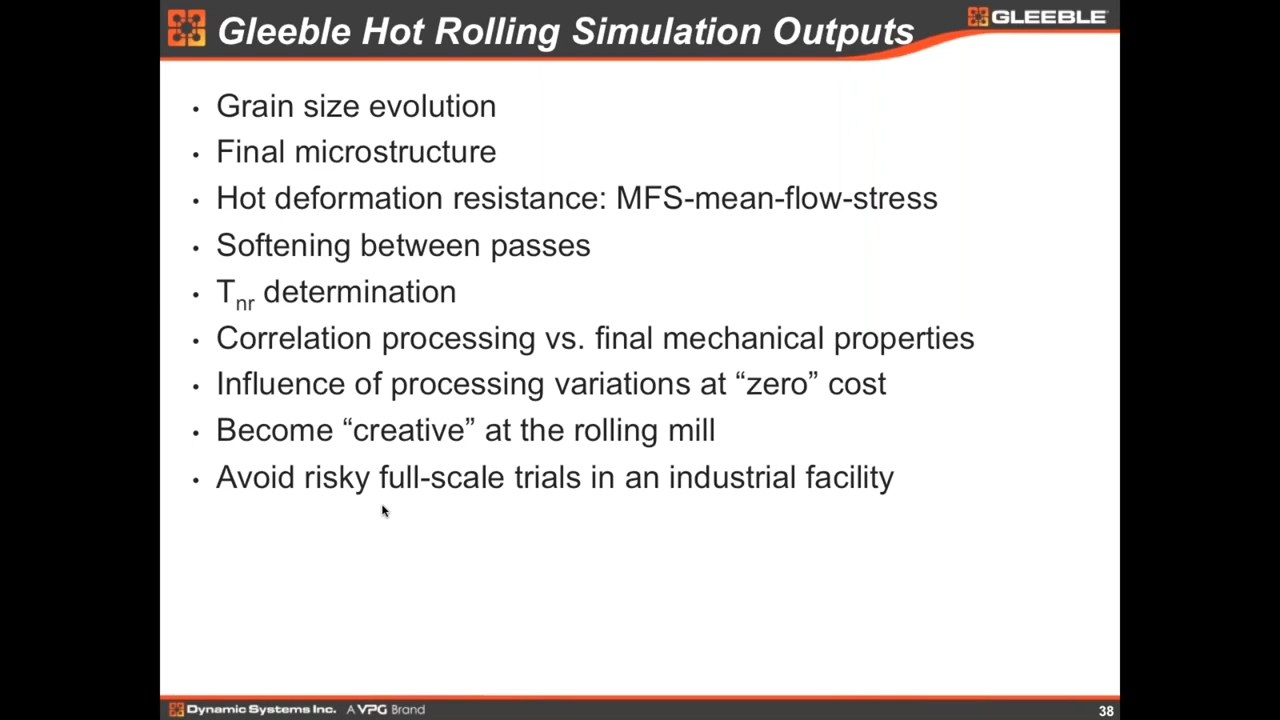 Gleeble Hot Rolling Simulation Outputs
GLEEBLE®
• Grain size evolution
• Final microstructure
• Hot deformation resistance: MFS-mean-flow-stress
• Softening between passes
• Tnr determination
• Correlation processing vs. final mechanical properties
• Influence of processing variations at “zero” cost
• Become “creative” at the rolling mill
• Avoid risky full-scale trials in an industrial facility
Dynamic Systems Inc. A VPG Brand
38